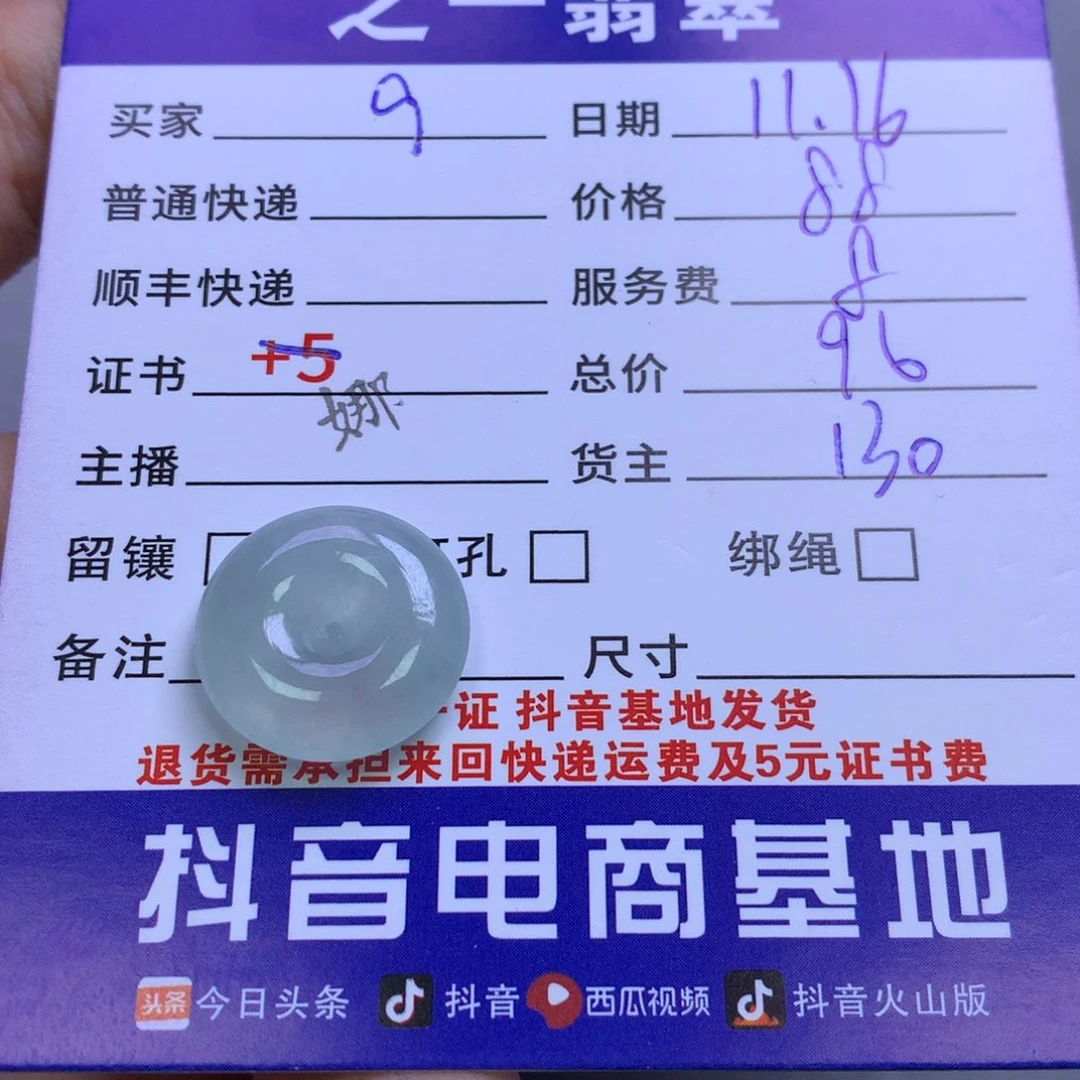 之一翡翠
买家 9 日期 11.16
普通快递 价格 88
顺丰快递 服务费 8
证书 +5 总价 96
娜
主播 货主 130
留镶 孔 绑绳
备注 尺寸
证 抖音基地发货
退货需承担来回快递运费及5元证书费
抖音电商基地
头条 今日头条 抖音 西瓜视频 抖音火山版